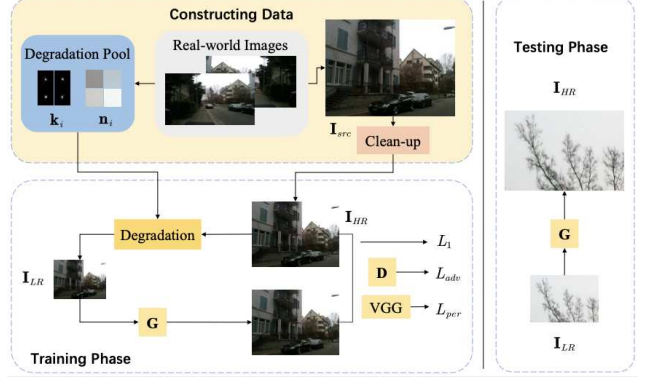 Constructing Data
Degradation Pool
k_i
n_i
Real-world Images
I_src
Clean-up
Degradation
I_HR
I_LR
G
D
VGG
L_1
L_adv
L_per
Training Phase
Testing Phase
I_HR
G
I_LR